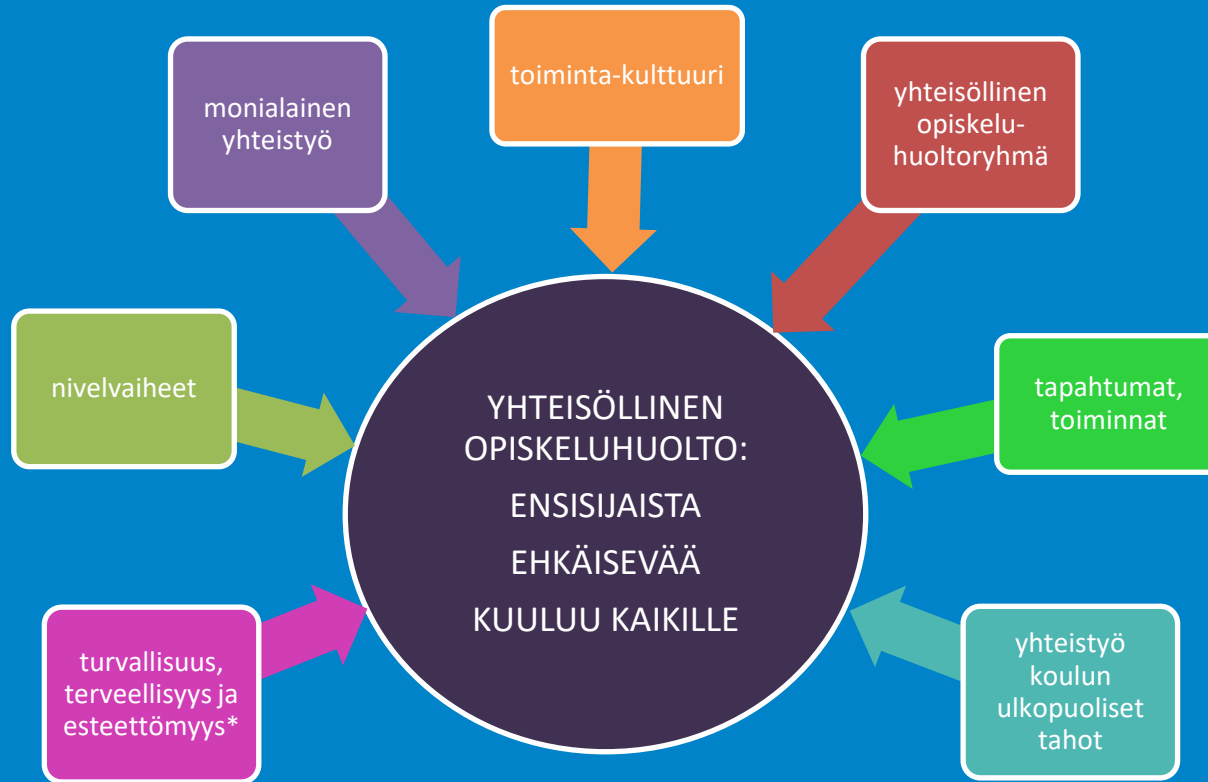 toiminta-kulttuuri
monialainen
yhteistyö
yhteisöllinen
opiskelu-
huoltoryhmä
nivelvaiheet
tapahtumat,
toiminnat
YHTEISÖLLINEN
OPISKELUHUOLTO:
ENSISIJAISTA
EHKÄISEVÄÄ
KUULUU KAIKILLE
turvallisuus,
terveellisyys ja
esteettömyys*
yhteistyö
koulun
ulkopuoliset
tahot